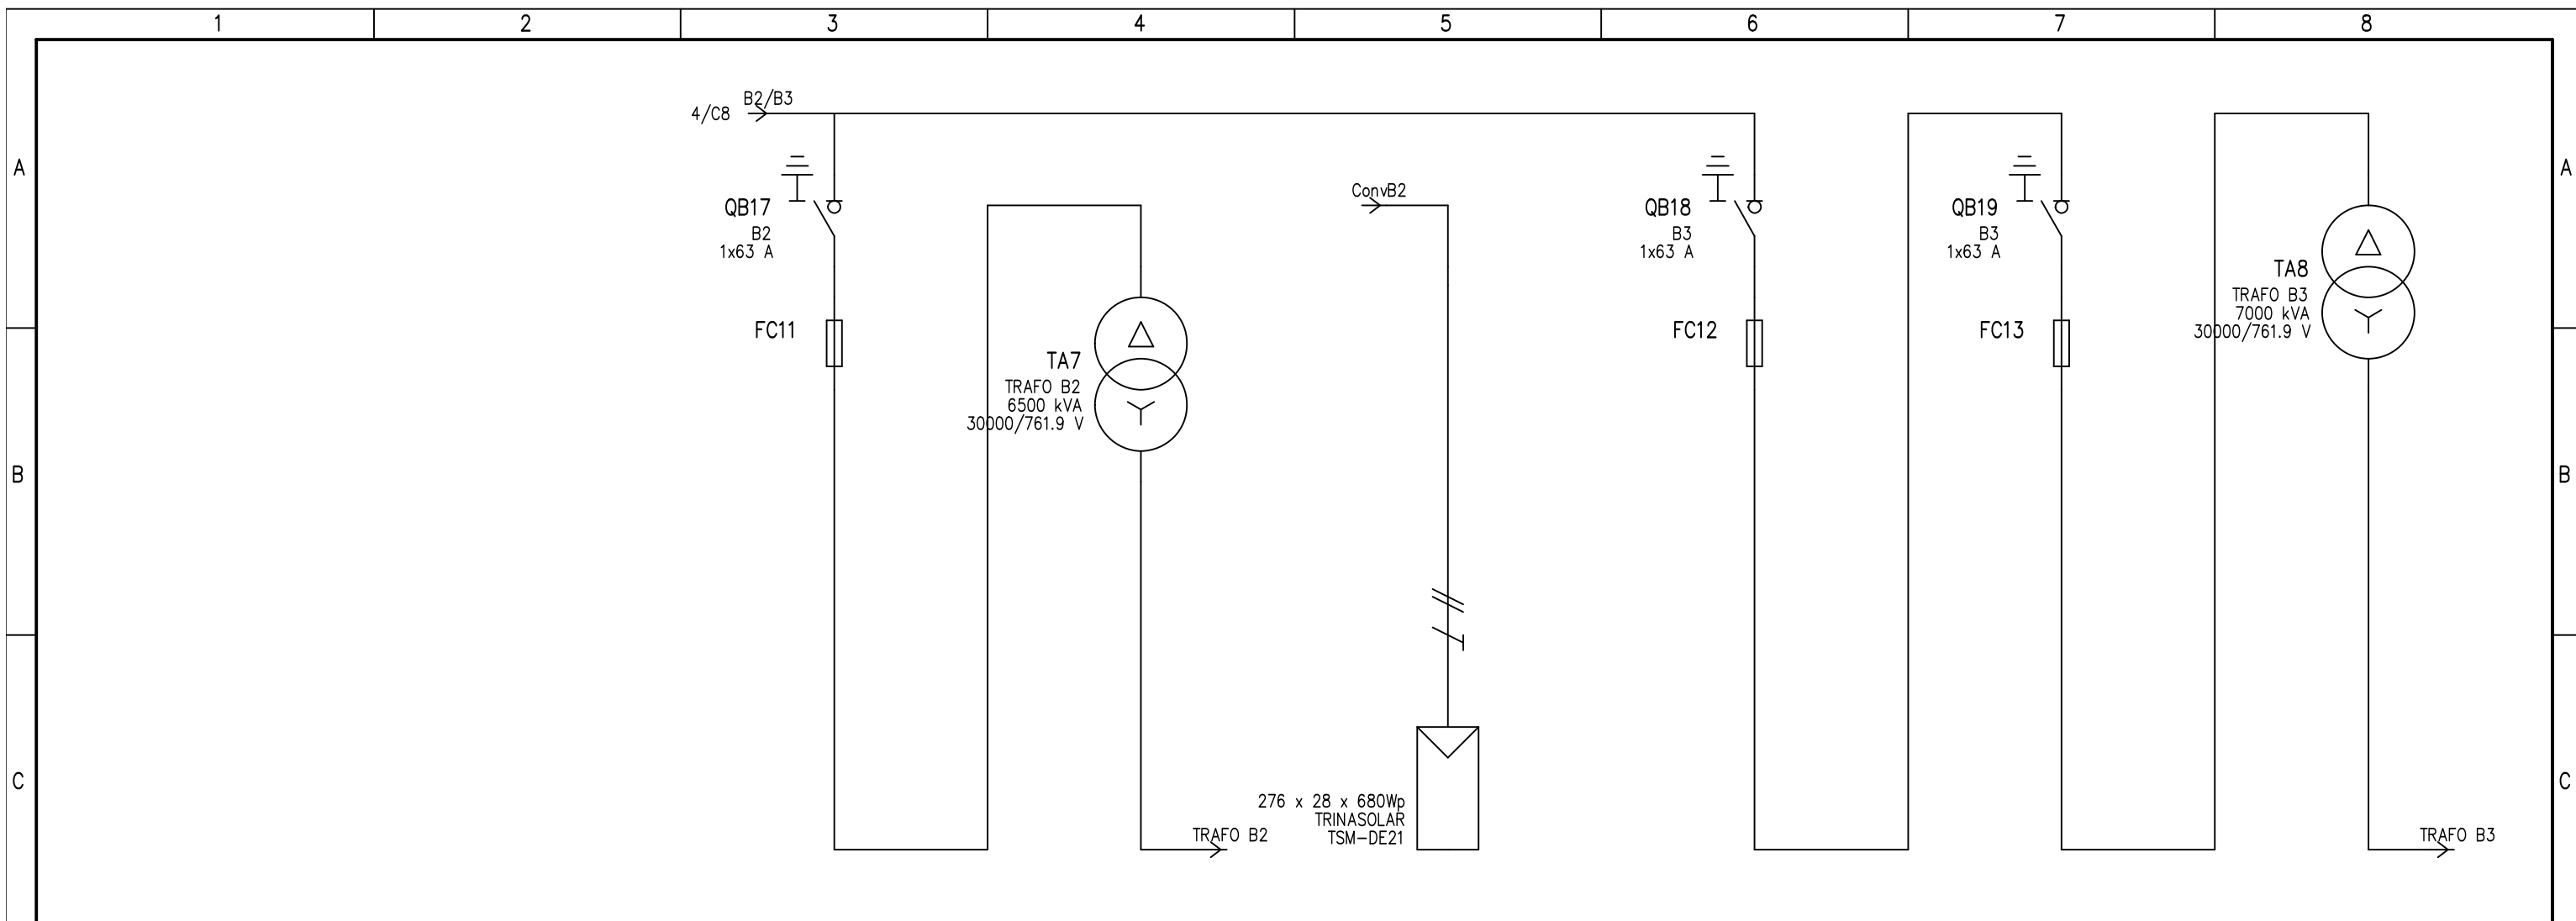 1 2 3 4 5 6 7 8
B2/B3
4/C8
A A
ConvB2
QB17
B2
1x63 A
QB18
B3
1x63 A
QB19
B3
1x63 A
TA8
TRAFO B3
7000 kVA
30000/761.9 V
FC11
FC12
FC13
TA7
TRAFO B2
6500 kVA
30000/761.9 V
B B
C C
276 x 28 x 680Wp
TRINASOLAR
TSM-DE21
TRAFO B2
TRAFO B3